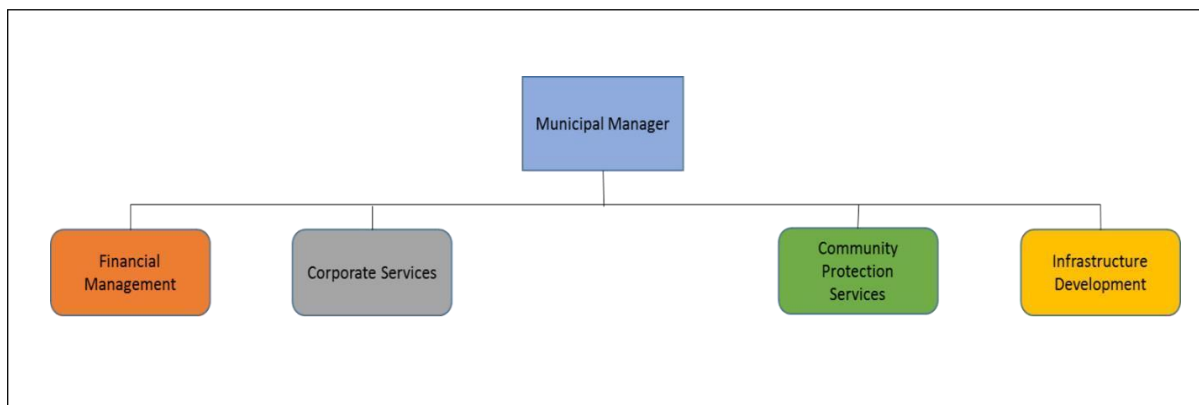 Municipal Manager
Financial
Management
Corporate Services
Community
Protection
Services
Infrastructure
Development